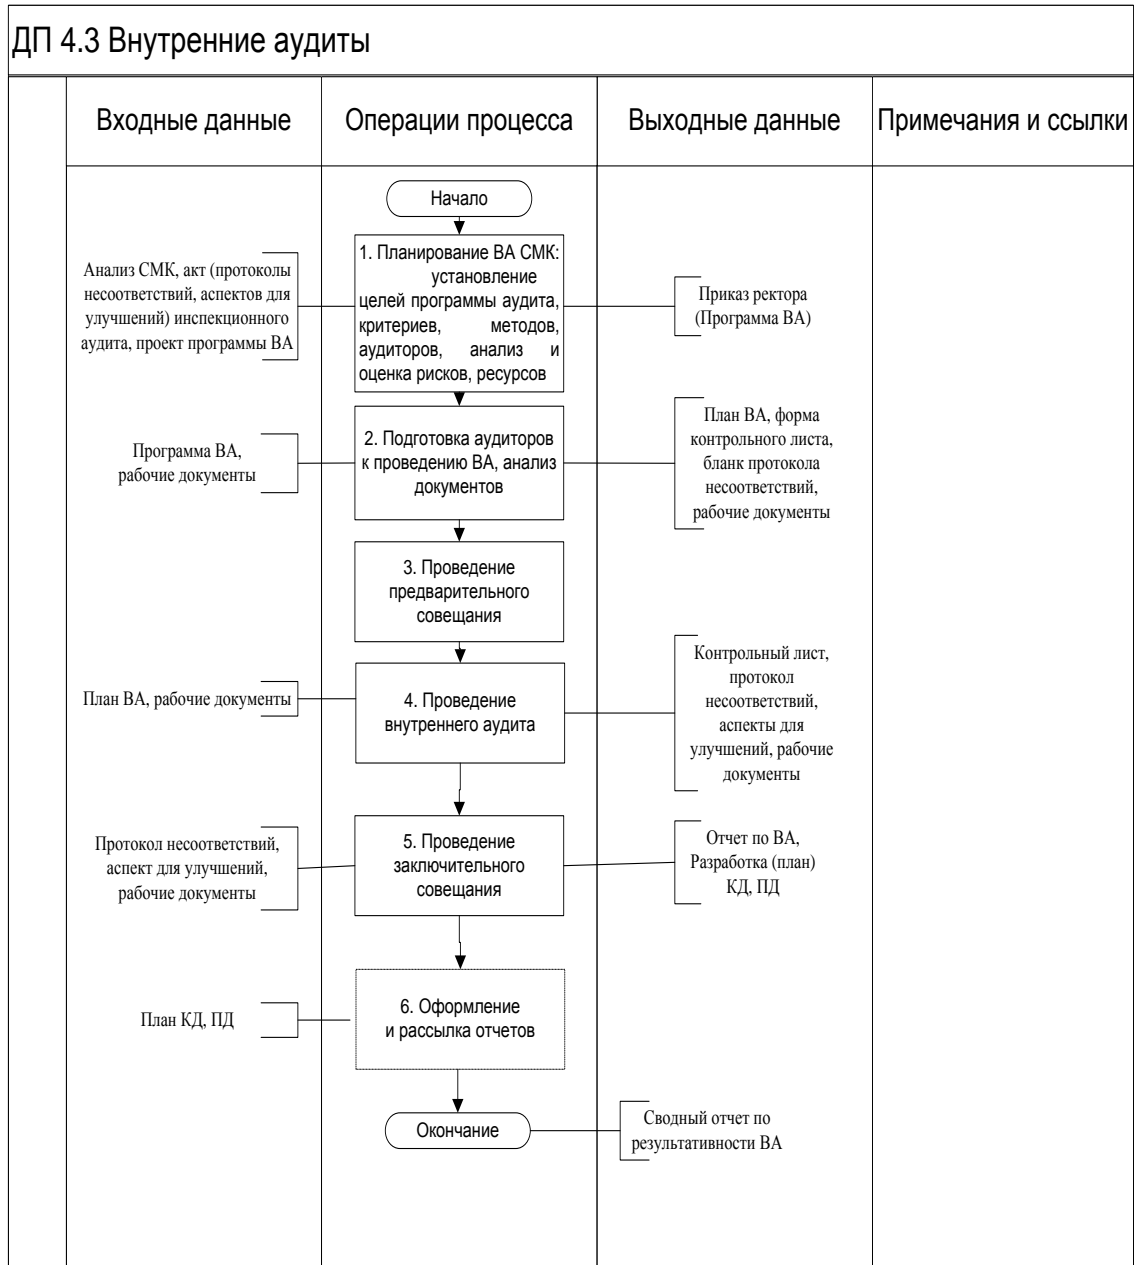 ДП 4.3 Внутренние аудиты
Входные данные
Операции процесса
Выходные данные
Примечания и ссылки
Начало
Анализ СМК, акт (протоколы
несоответствий, аспектов для
улучшений) инспекционного
аудита, проект программы ВА
1. Планирование ВА СМК:
установление
целей программы аудита,
критериев, методов,
аудиторов, анализ и
оценка рисков, ресурсов
Приказ ректора
(Программа ВА)
Программа ВА,
рабочие документы
2. Подготовка аудиторов
к проведению ВА, анализ
документов
План ВА, форма
контрольного листа,
бланк протокола
несоответствий,
рабочие документы
3. Проведение
предварительного
совещания
План ВА, рабочие документы
4. Проведение
внутреннего аудита
Контрольный лист,
протокол
несоответствий,
аспекты для
улучшений, рабочие
документы
Протокол несоответствий,
аспект для улучшений,
рабочие документы
5. Проведение
заключительного
совещания
Отчет по ВА,
Разработка (план)
КД, ПД
План КД, ПД
6. Оформление
и рассылка отчетов
Окончание
Сводный отчет по
результативности ВА